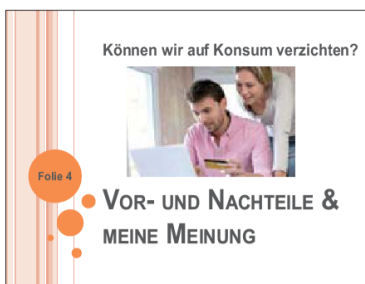 Können wir auf Konsum verzichten?
Folie 4
VOR- UND NACHTEILE &
MEINE MEINUNG